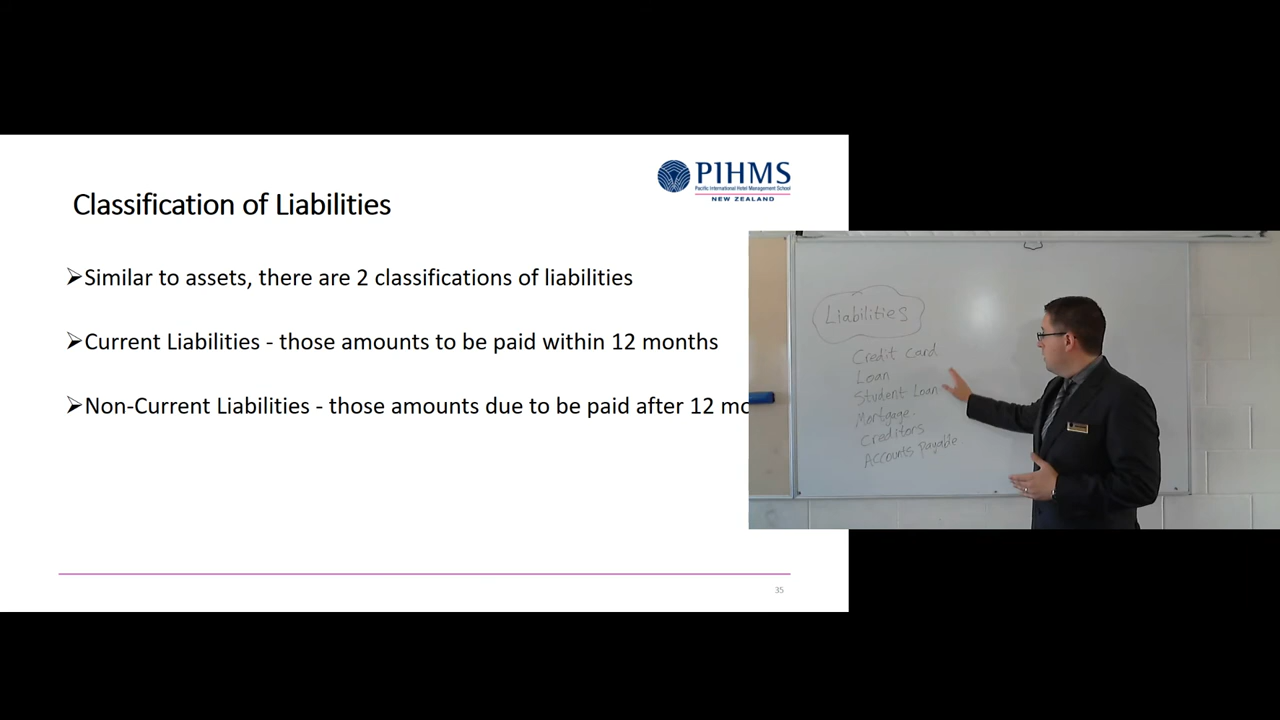 PIHMS
Pacific International Hotel Management School
NEW ZEALAND
Classification of Liabilities
Similar to assets, there are 2 classifications of liabilities
Current Liabilities - those amounts to be paid within 12 months
Non-Current Liabilities - those amounts due to be paid after 12 mo
35
Liabilities
Credit Card
Loan
Student Loan
Mortgage.
Creditors
Accounts Payable